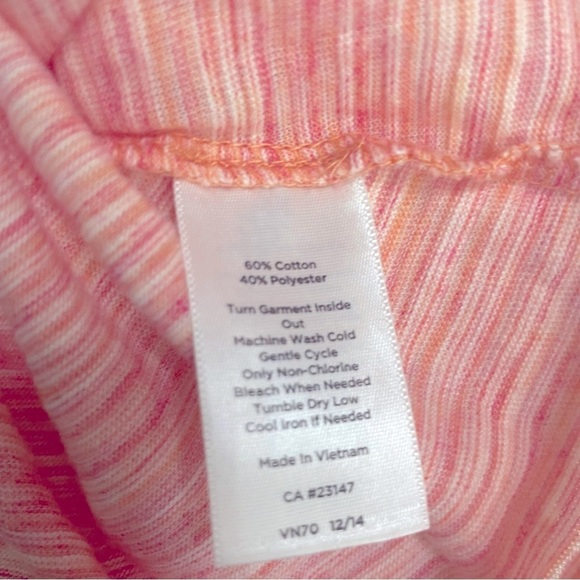 60% Cotton
40% Polyester
Turn Garment Inside
Out
Machine Wash Cold
Gentle Cycle
Only Non-Chlorine
Bleach When Needed
Tumble Dry Low
Cool Iron If Needed
Made In Vietnam
CA #23147
VN70 12/14